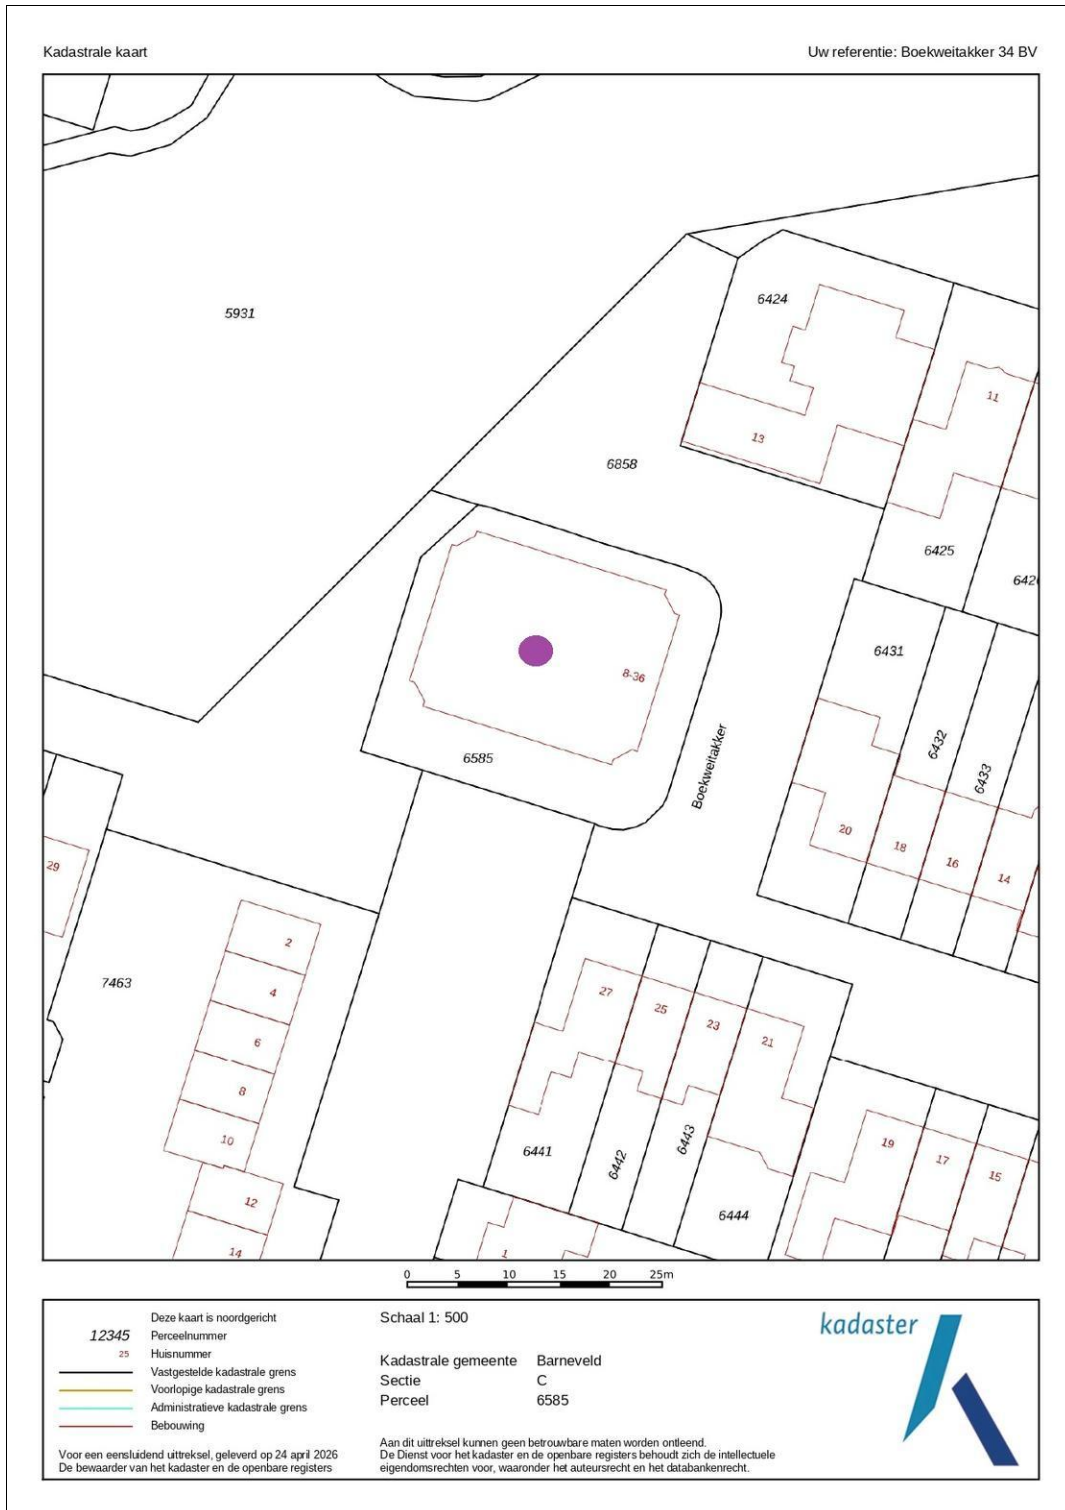 Kadastrale kaart
Uw referentie: Boekweitakker 34 BV
5931
6424
11
13
6858
6425
6431
8-36
6432
6585
Boekweitakker
6433
20
18
16
14
29
2
7463
4
27
25
23
21
6
8
10
6441
6442
6443
19
17
15
12
6444
14
1
0 5 10 15 20 25m
Deze kaart is noordgericht
12345 Perceelnummer
25 Huisnummer
Vastgestelde kadastrale grens
Voorlopige kadastrale grens
Administratieve kadastrale grens
Bebouwing
Voor een eensluidend uittreksel, geleverd op 24 april 2026
De bewaarder van het kadaster en de openbare registers
Schaal 1: 500
Kadastrale gemeente Barneveld
Sectie C
Perceel 6585
Aan dit uittreksel kunnen geen betrouwbare maten worden ontleend.
De Dienst voor het kadaster en de openbare registers behoudt zich de intellectuele
eigendomsrechten voor, waaronder het auteursrecht en het databankenrecht.
kadaster